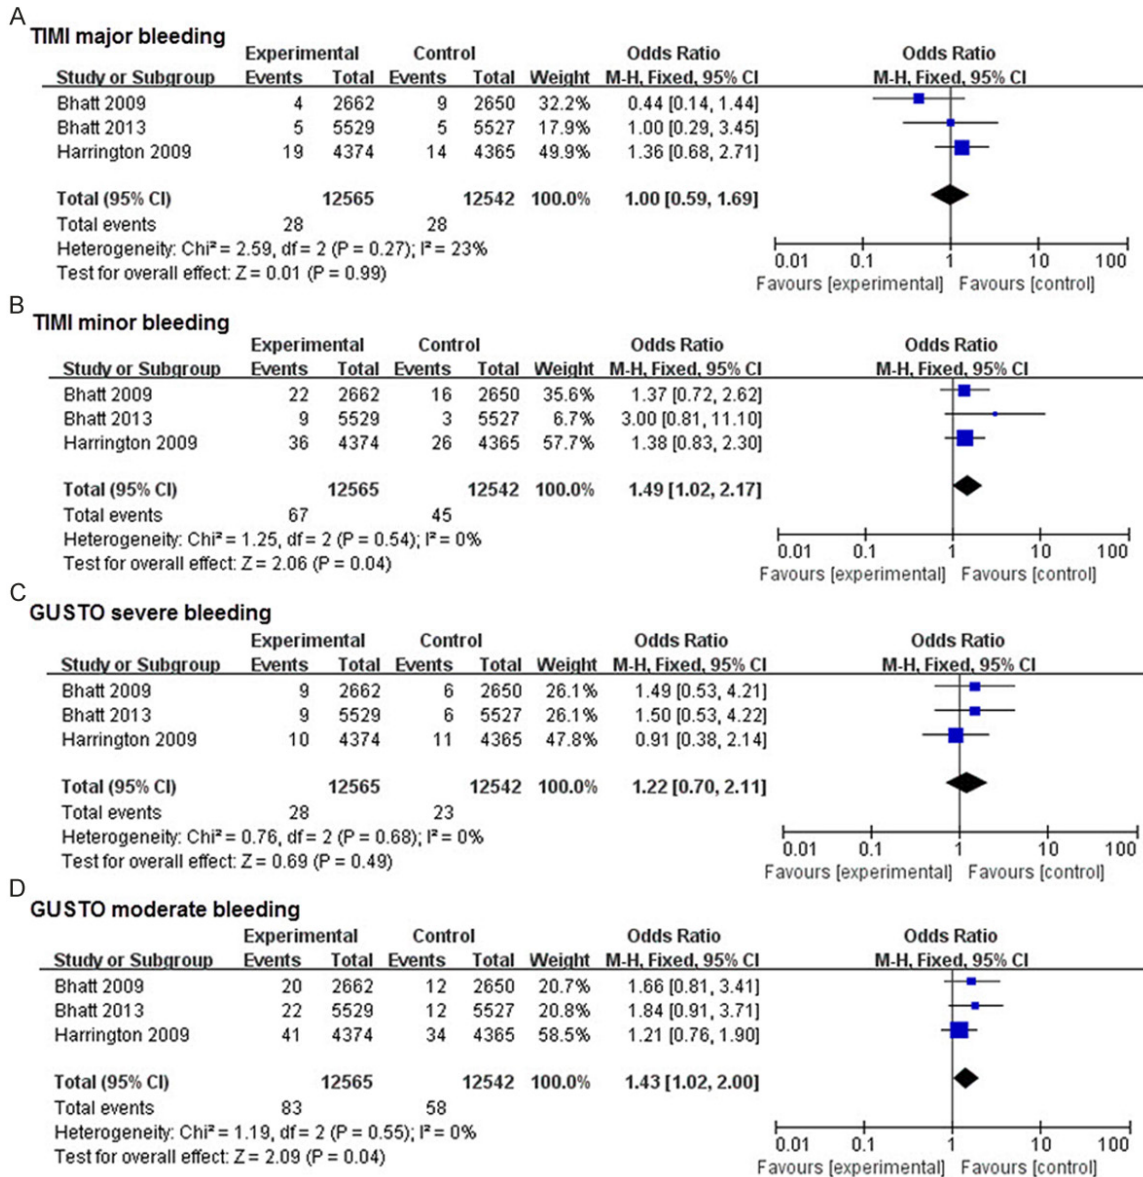 A
TIMI major bleeding
Experimental Control Odds Ratio Odds Ratio
Study or Subgroup Events Total Events Total Weight M-H, Fixed, 95% CI M-H, Fixed, 95% CI
Bhatt 2009 4 2662 9 2650 32.2% 0.44 [0.14, 1.44]
Bhatt 2013 5 5529 5 5527 17.9% 1.00 [0.29, 3.45]
Harrington 2009 19 4374 14 4365 49.9% 1.36 [0.68, 2.71]
Total (95% CI) 12565 12542 100.0% 1.00 [0.59, 1.69]
Total events 28 28
Heterogeneity: Chi² = 2.59, df = 2 (P = 0.27); I² = 23%
Test for overall effect: Z = 0.01 (P = 0.99)
0.01 0.1 1 10 100
Favours [experimental] Favours [control]
B
TIMI minor bleeding
Experimental Control Odds Ratio Odds Ratio
Study or Subgroup Events Total Events Total Weight M-H, Fixed, 95% CI M-H, Fixed, 95% CI
Bhatt 2009 22 2662 16 2650 35.6% 1.37 [0.72, 2.62]
Bhatt 2013 9 5529 3 5527 6.7% 3.00 [0.81, 11.10]
Harrington 2009 36 4374 26 4365 57.7% 1.38 [0.83, 2.30]
Total (95% CI) 12565 12542 100.0% 1.49 [1.02, 2.17]
Total events 67 45
Heterogeneity: Chi² = 1.25, df = 2 (P = 0.54); I² = 0%
Test for overall effect: Z = 2.06 (P = 0.04)
0.01 0.1 1 10 100
Favours [experimental] Favours [control]
C
GUSTO severe bleeding
Experimental Control Odds Ratio Odds Ratio
Study or Subgroup Events Total Events Total Weight M-H, Fixed, 95% CI M-H, Fixed, 95% CI
Bhatt 2009 9 2662 6 2650 26.1% 1.49 [0.53, 4.21]
Bhatt 2013 9 5529 6 5527 26.1% 1.50 [0.53, 4.22]
Harrington 2009 10 4374 11 4365 47.8% 0.91 [0.38, 2.14]
Total (95% CI) 12565 12542 100.0% 1.22 [0.70, 2.11]
Total events 28 23
Heterogeneity: Chi² = 0.76, df = 2 (P = 0.68); I² = 0%
Test for overall effect: Z = 0.69 (P = 0.49)
0.01 0.1 1 10 100
Favours [experimental] Favours [control]
D
GUSTO moderate bleeding
Experimental Control Odds Ratio Odds Ratio
Study or Subgroup Events Total Events Total Weight M-H, Fixed, 95% CI M-H, Fixed, 95% CI
Bhatt 2009 20 2662 12 2650 20.7% 1.66 [0.81, 3.41]
Bhatt 2013 22 5529 12 5527 20.8% 1.84 [0.91, 3.71]
Harrington 2009 41 4374 34 4365 58.5% 1.21 [0.76, 1.90]
Total (95% CI) 12565 12542 100.0% 1.43 [1.02, 2.00]
Total events 83 58
Heterogeneity: Chi² = 1.19, df = 2 (P = 0.55); I² = 0%
Test for overall effect: Z = 2.09 (P = 0.04)
0.01 0.1 1 10 100
Favours [experimental] Favours [control]